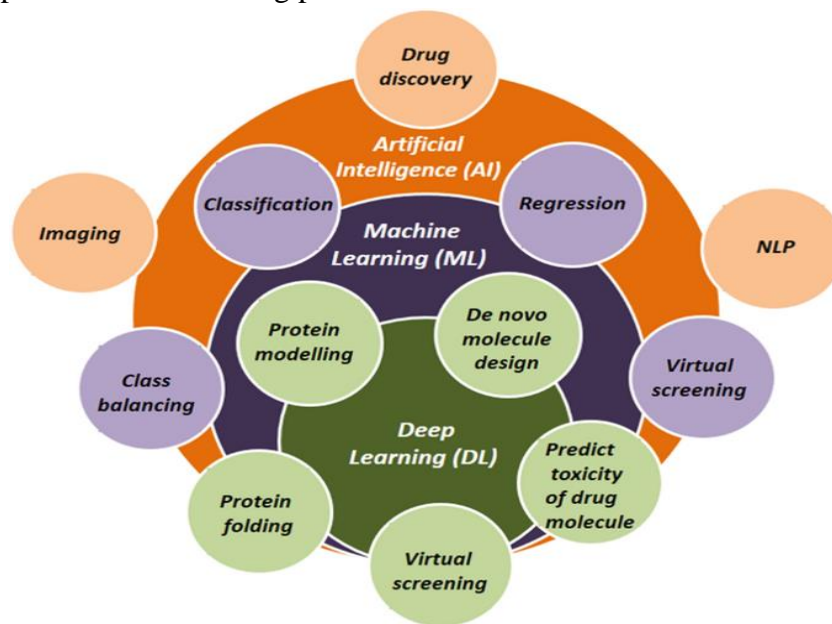 Drug
discovery
Artificial
Intelligence (AI)
Classification
Regression
Imaging
Machine
Learning (ML)
NLP
Protein
modelling
De novo
molecule
design
Class
balancing
Virtual
screening
Deep
Learning (DL)
Predict
toxicity
of drug
molecule
Protein
folding
Virtual
screening